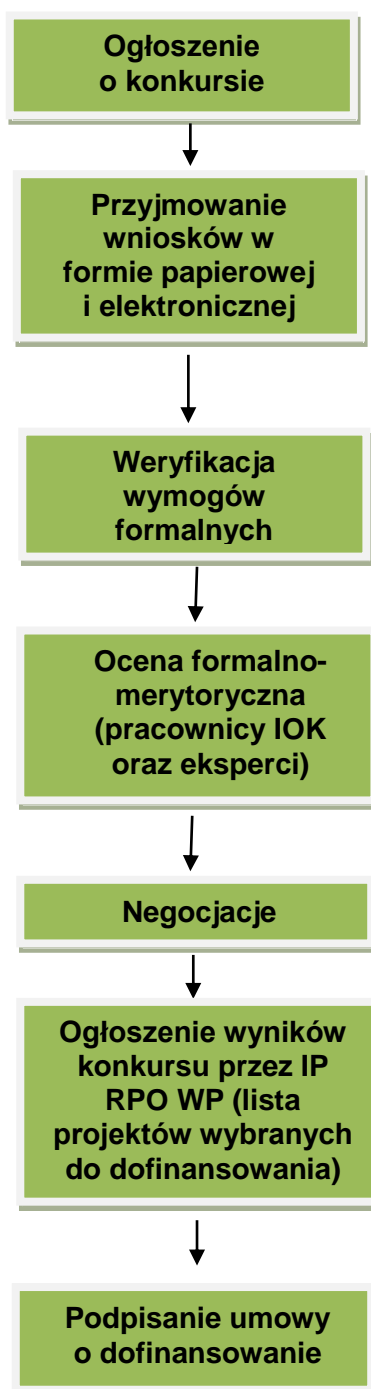 Ogłoszenie
o konkursie
Przyjmowanie
wniosków w
formie papierowej
i elektronicznej
Weryfikacja
wymogów
formalnych
Ocena formalno-
merytoryczna
(pracownicy IOK
oraz eksperci)
Negocjacje
Ogłoszenie wyników
konkursu przez IP
RPO WP (lista
projektów wybranych
do dofinansowania)
Podpisanie umowy
o dofinansowanie